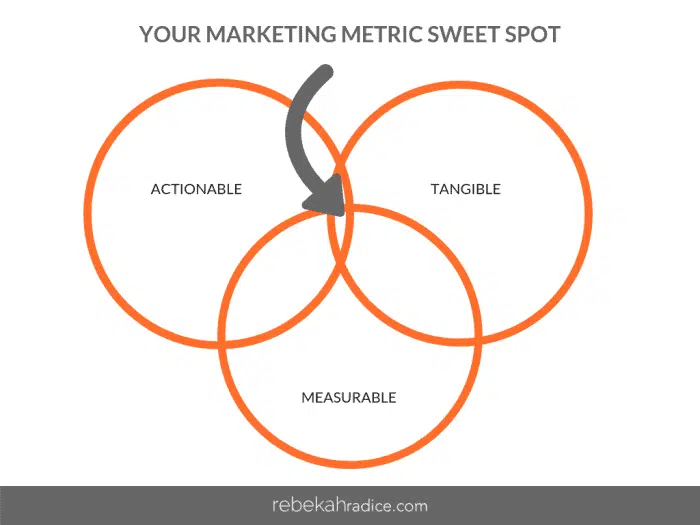 YOUR MARKETING METRIC SWEET SPOT
ACTIONABLE
TANGIBLE
MEASURABLE
rebekahradice.com